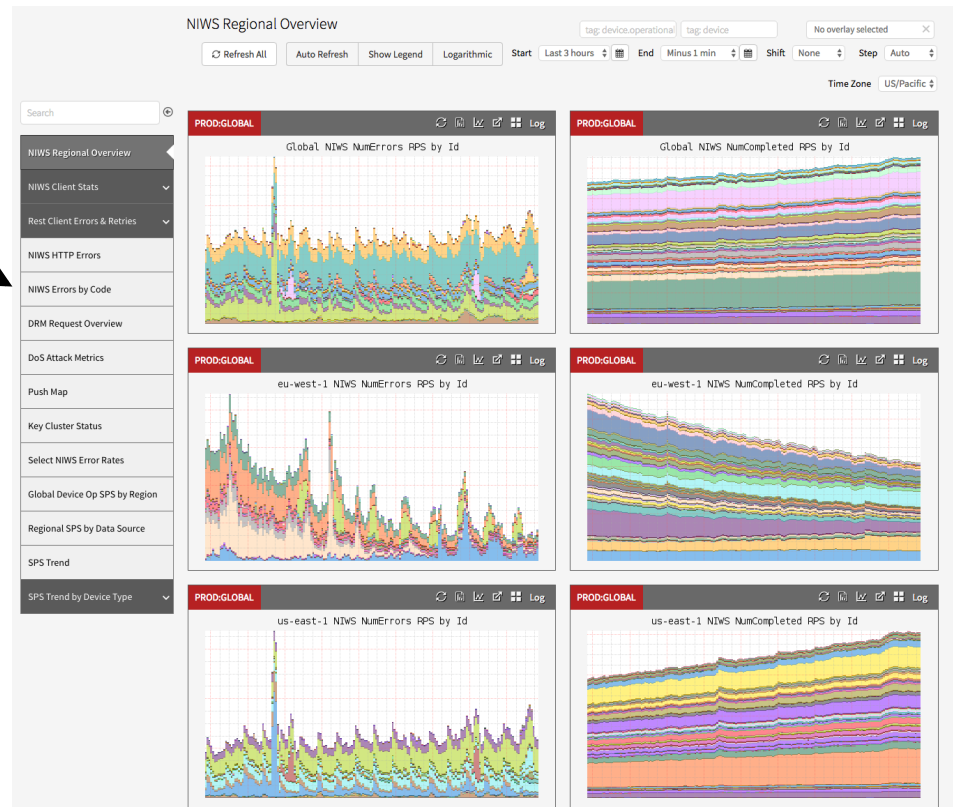 NIWS Regional Overview
tag: device.operational tag: device No overlay selected
Refresh All Auto Refresh Show Legend Logarithmic Start Last 3 hours End Minus 1 min Shift None Step Auto
Time Zone US/Pacific
Search
NIWS Regional Overview
NIWS Client Stats
Rest Client Errors & Retries
NIWS HTTP Errors
NIWS Errors by Code
DRM Request Overview
DoS Attack Metrics
Push Map
Key Cluster Status
Select NIWS Error Rates
Global Device Op SPS by Region
Regional SPS by Data Source
SPS Trend
SPS Trend by Device Type
PROD:GLOBAL Log
Global NIWS NumErrors RPS by Id
PROD:GLOBAL Log
Global NIWS NumCompleted RPS by Id
PROD:GLOBAL Log
eu-west-1 NIWS NumErrors RPS by Id
PROD:GLOBAL Log
eu-west-1 NIWS NumCompleted RPS by Id
PROD:GLOBAL Log
us-east-1 NIWS NumErrors RPS by Id
PROD:GLOBAL Log
us-east-1 NIWS NumCompleted RPS by Id